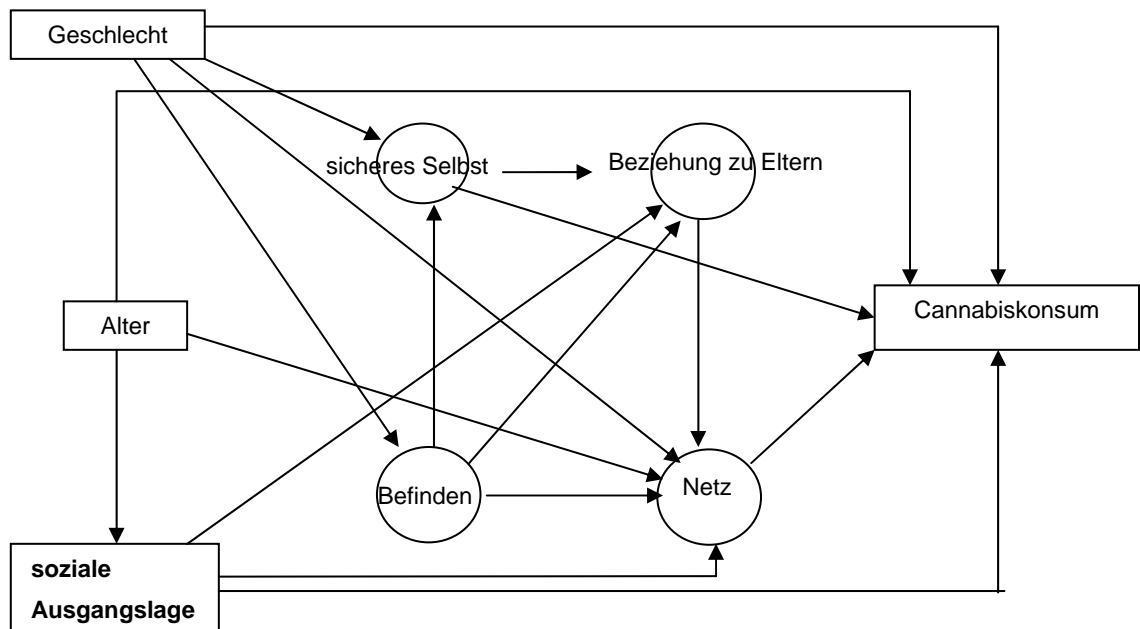 Geschlecht
sicheres Selbst
Beziehung zu Eltern
Alter
Cannabiskonsum
Befinden
Netz
soziale
Ausgangslage